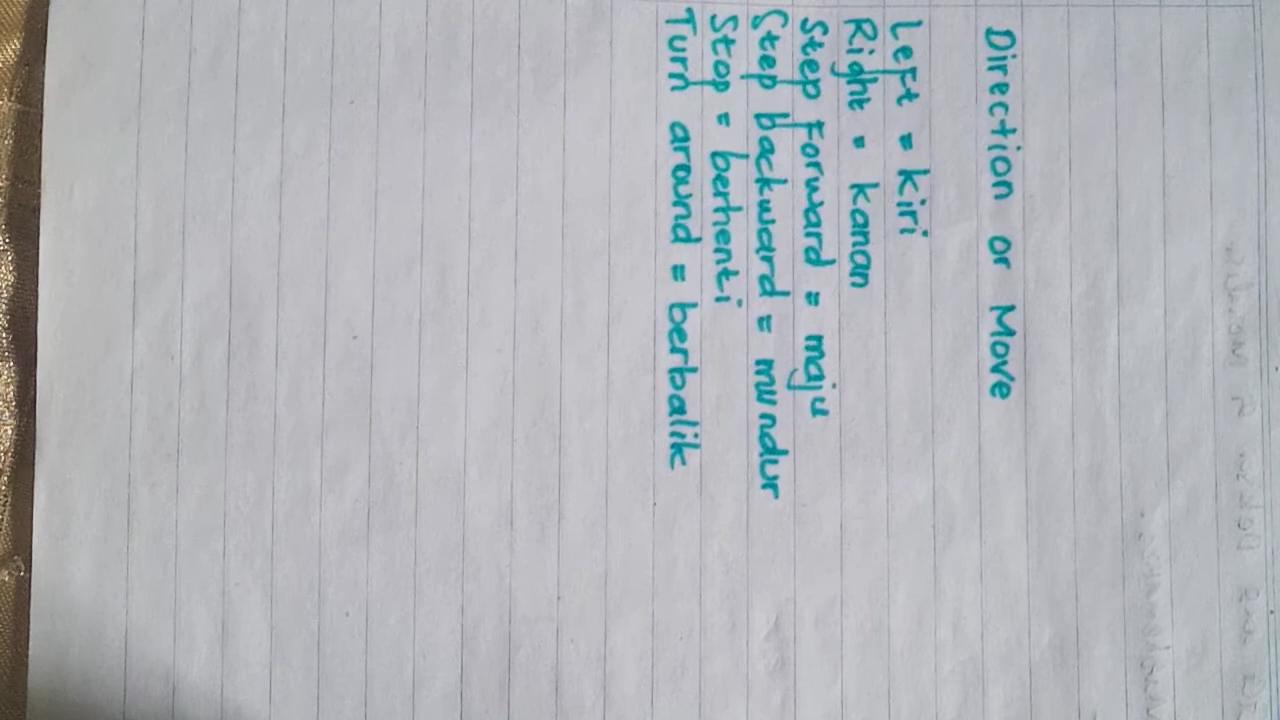 Direction or Move
Left = kiri
Right = kanan
Step Forward = maju
Step backward = mundur
Stop = berhenti
Turn around = berbalik